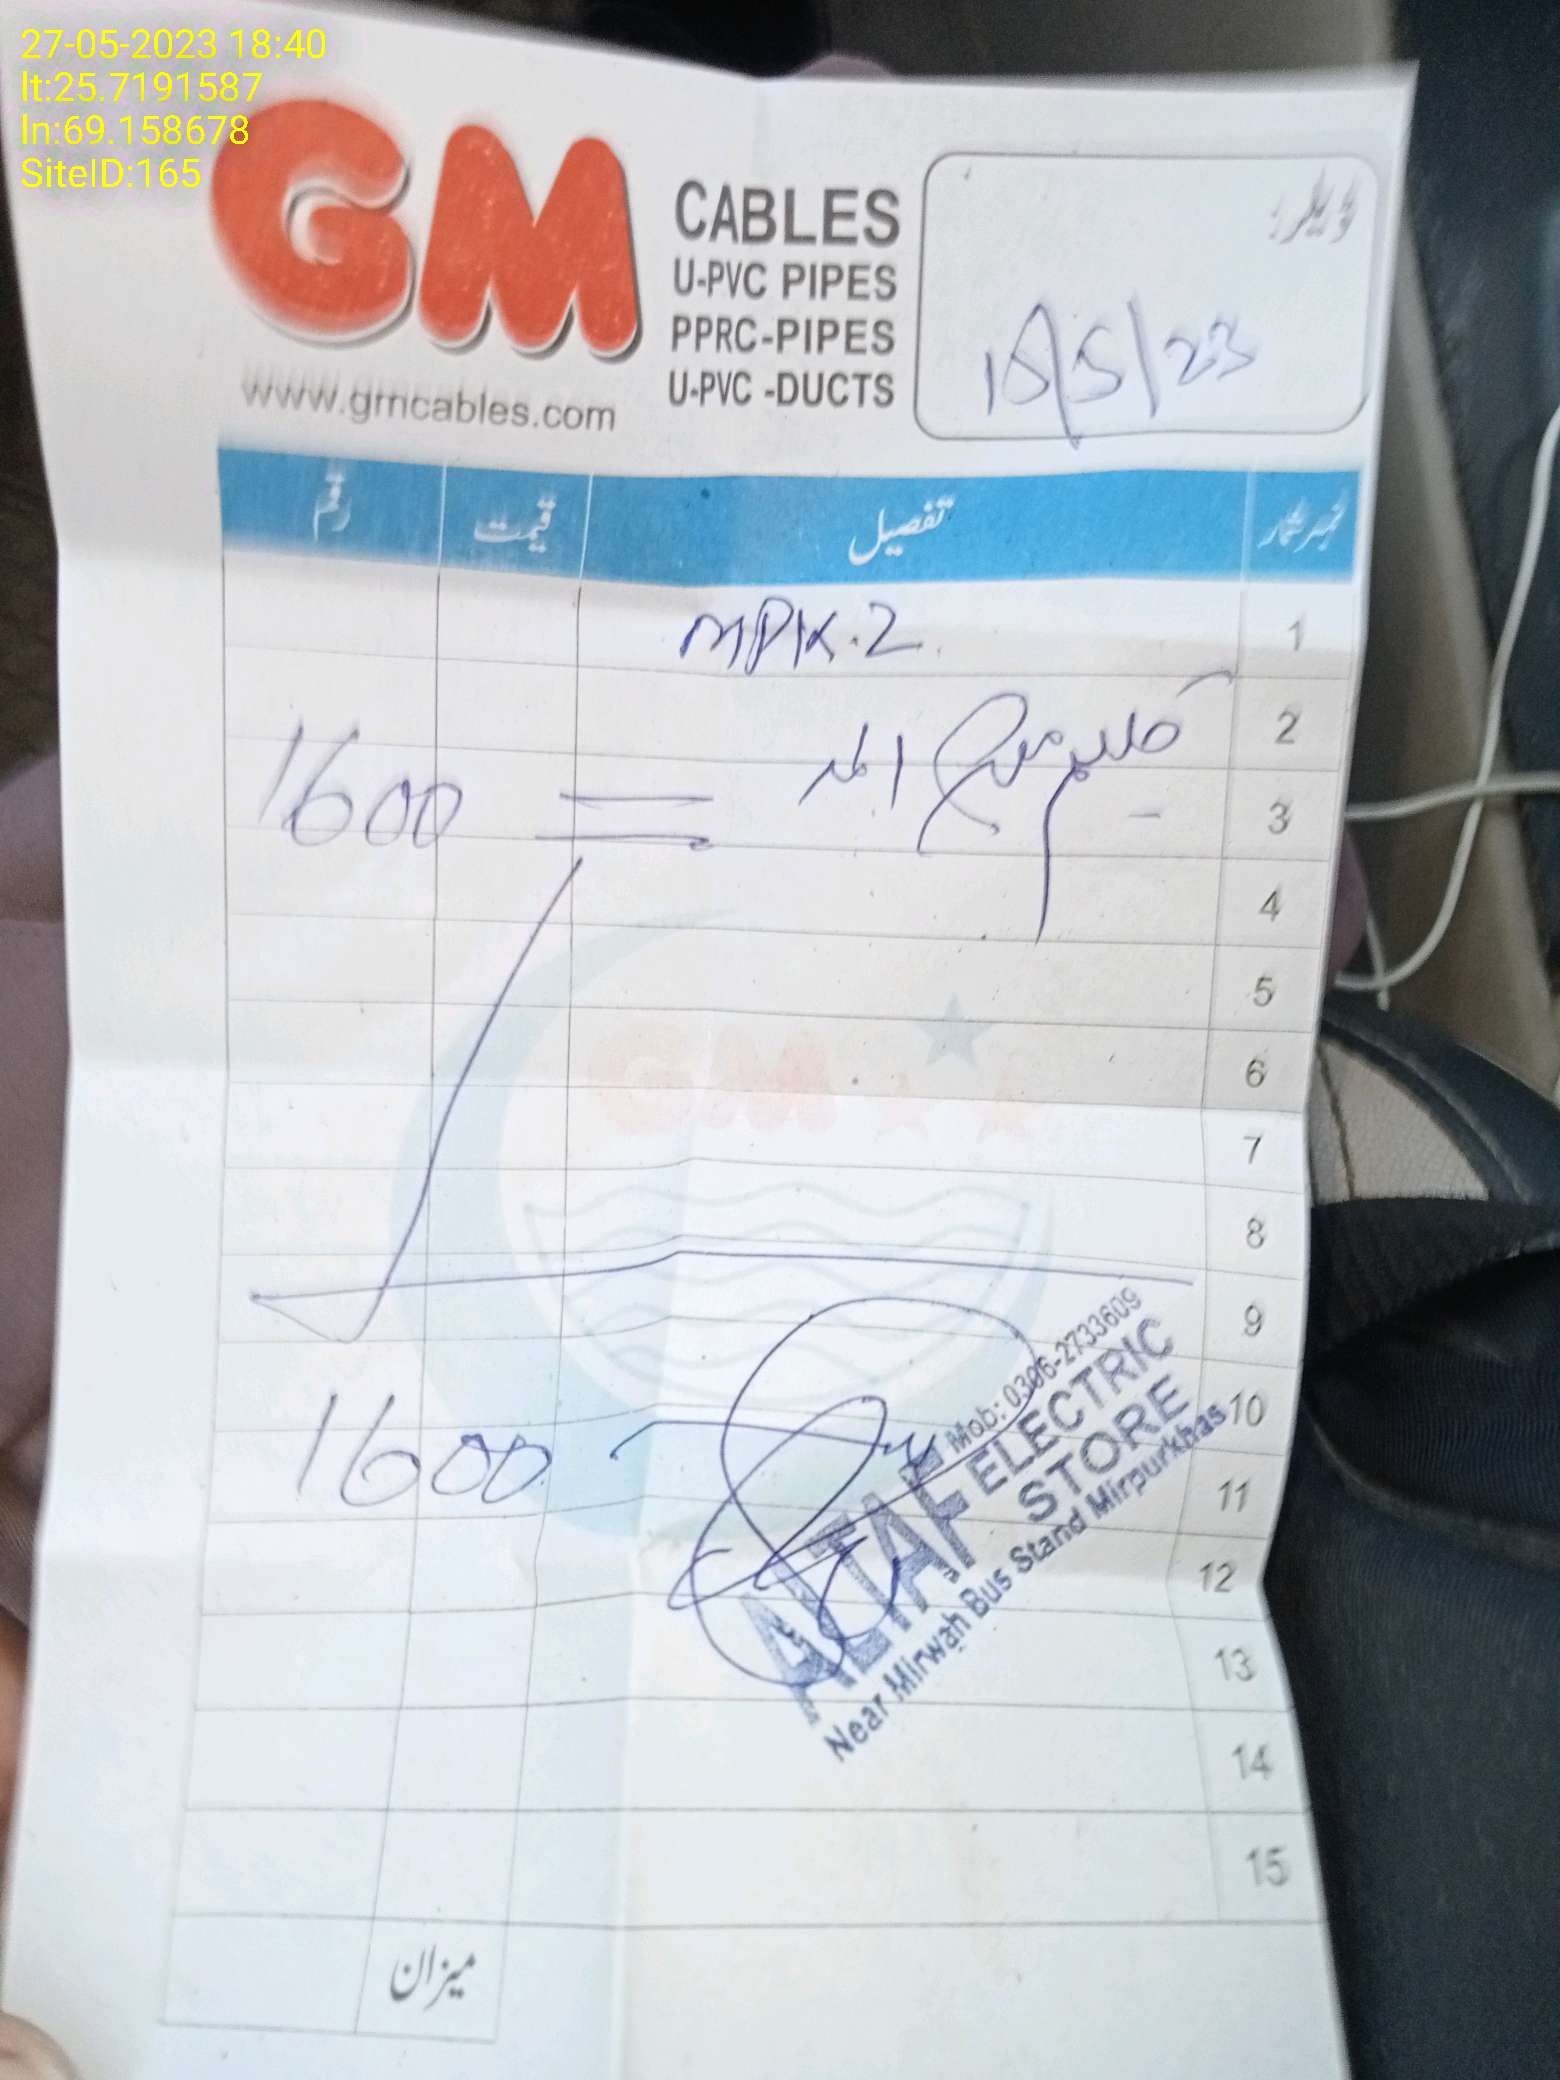 27-05-2023 18:40
lt:25.7191587
ln:69.158678
SiteID:165
GM
CABLES
U-PVC PIPES
PPRC-PIPES
U-PVC -DUCTS
www.gmcables.com
ڈیلر:
15/5/23
نمبر شمار تفصیل قیمت رقم
1 MPK.2
2
3 1600
4
5
GM
6
7
8
9
10
11 1600
12
13
14
15
Mob: 0306-2733609
ALTAF ELECTRIC STORE
Near Mirwah Bus Stand Mirpurkhas
میزان